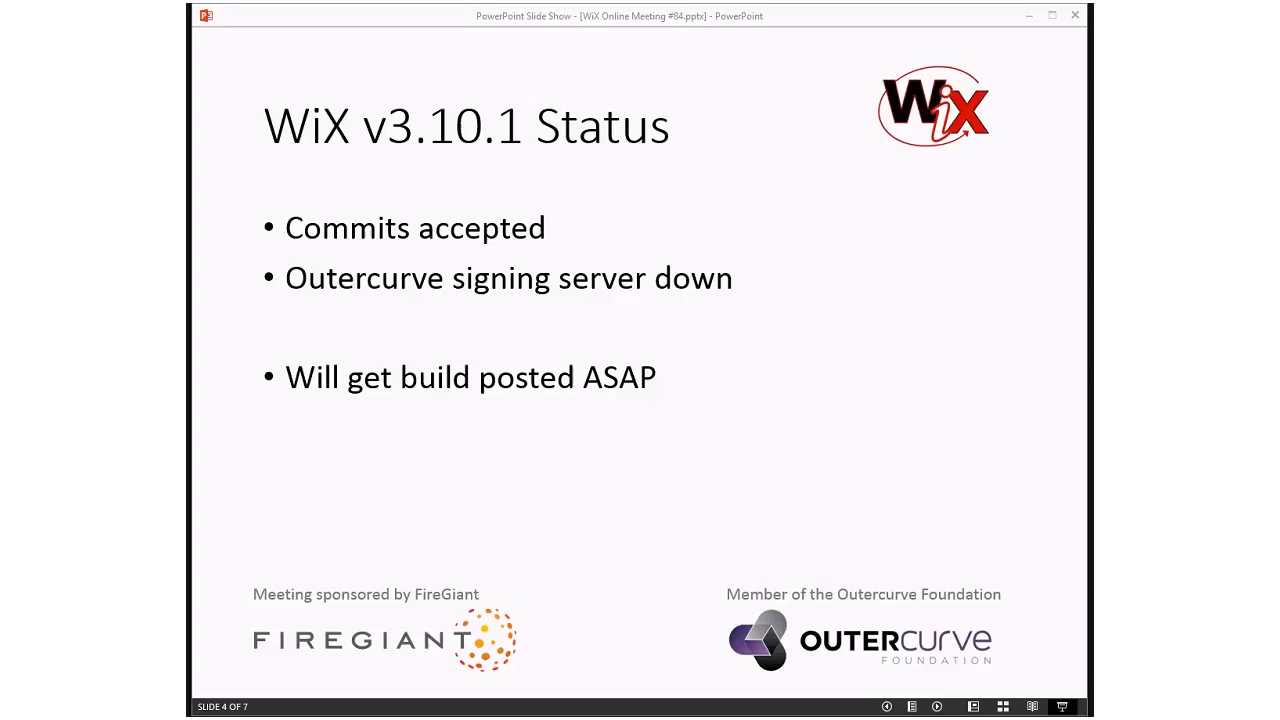 PowerPoint Slide Show - [WiX Online Meeting #84.pptx] - PowerPoint
WiX
WiX v3.10.1 Status
• Commits accepted
• Outercurve signing server down
• Will get build posted ASAP
Meeting sponsored by FireGiant
FIREGIANT
Member of the Outercurve Foundation
OUTERCURVE
FOUNDATION
SLIDE 4 OF 7